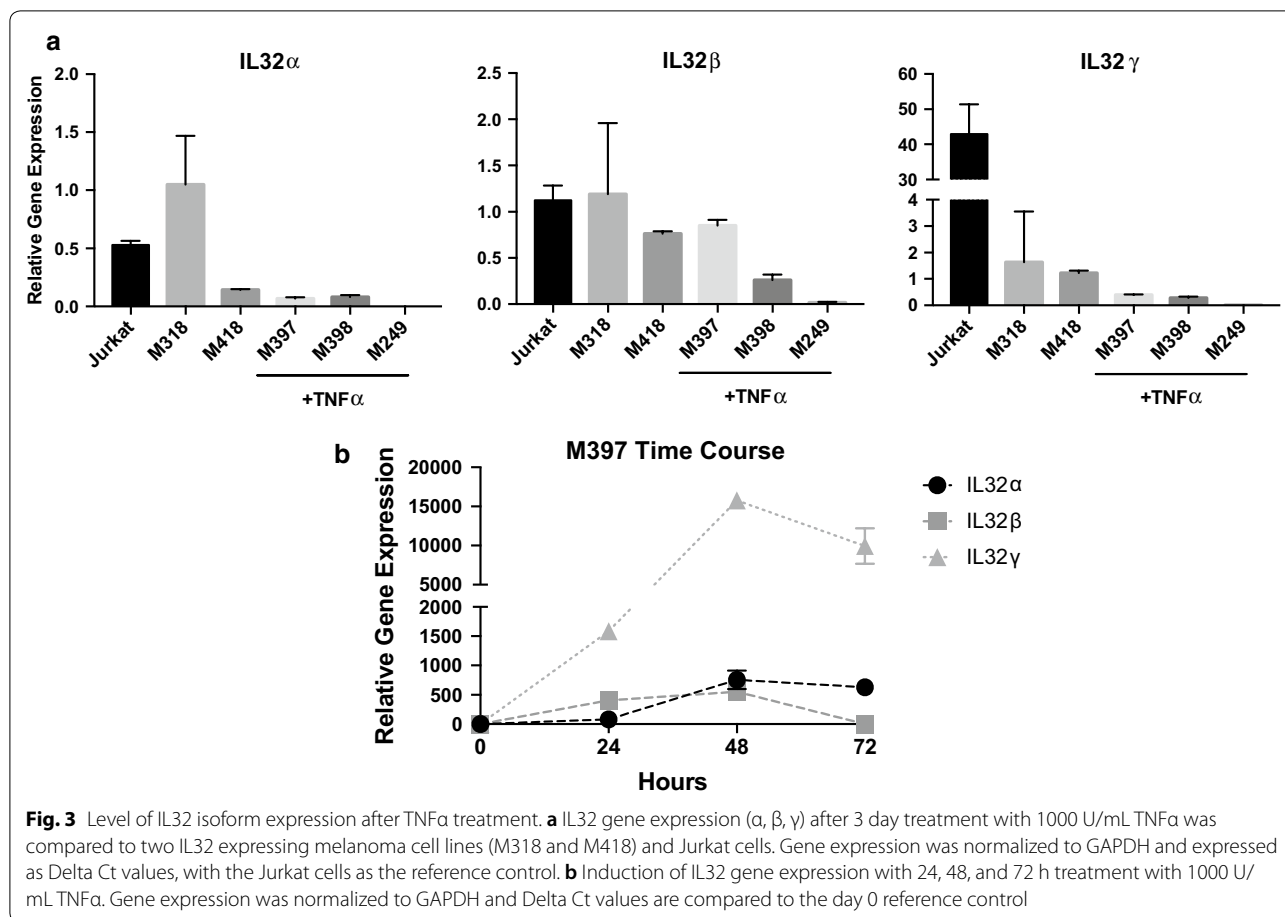 a
IL32α
IL32β
IL32γ
Relative Gene Expression
2.0
1.5
1.0
0.5
0.0
Jurkat
M318
M418
M397
M398
M249
+TNFα
2.5
2.0
1.5
1.0
0.5
0.0
Jurkat
M318
M418
M397
M398
M249
+TNFα
60
50
40
30
4
3
2
1
0
Jurkat
M318
M418
M397
M398
M249
+TNFα
b
M397 Time Course
Relative Gene Expression
20000
15000
10000
5000
2000
1500
1000
500
0
0
24
48
72
Hours
IL32α
IL32β
IL32γ
Fig. 3 Level of IL32 isoform expression after TNFα treatment. a IL32 gene expression (α, β, γ) after 3 day treatment with 1000 U/mL TNFα was
compared to two IL32 expressing melanoma cell lines (M318 and M418) and Jurkat cells. Gene expression was normalized to GAPDH and expressed
as Delta Ct values, with the Jurkat cells as the reference control. b Induction of IL32 gene expression with 24, 48, and 72 h treatment with 1000 U/
mL TNFα. Gene expression was normalized to GAPDH and Delta Ct values are compared to the day 0 reference control